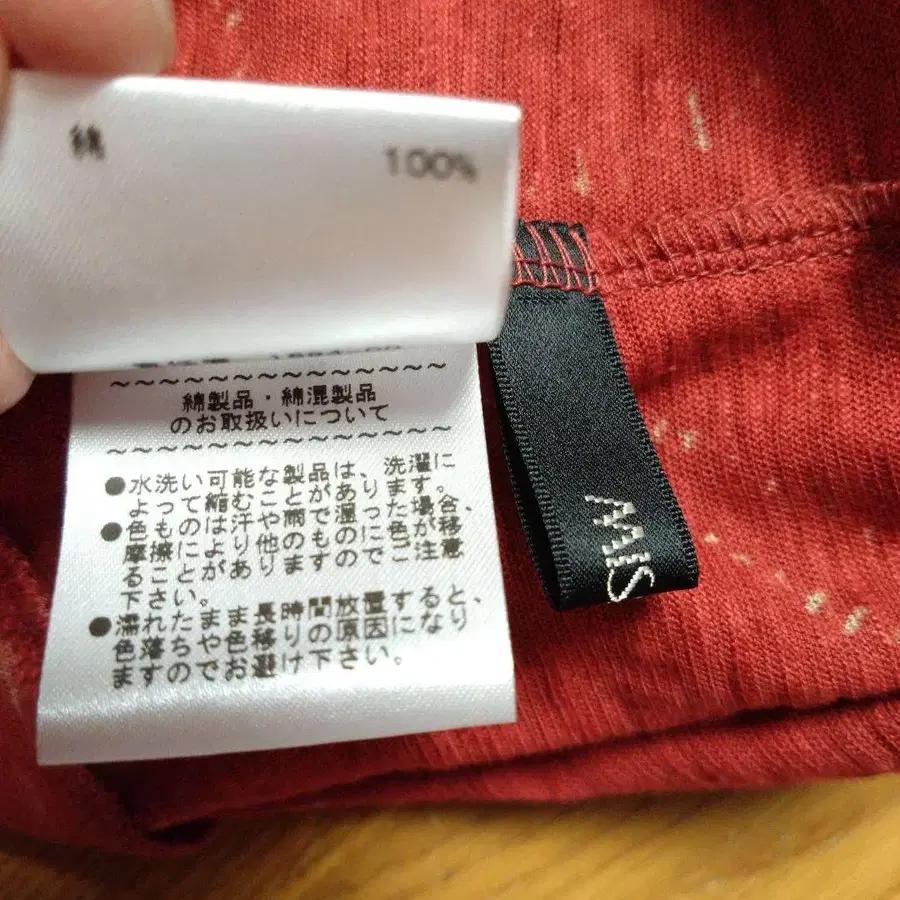 綿 100%
~~~~~~~~~~~~~~
綿製品・綿混製品
のお取扱いについて
~~~~~~~~~~~~~~
●水洗い可能な製品は、洗濯に
よって縮むことがあります。
●色ものは汗や雨で湿った場合、
摩擦により他のものに色が移
ることがありますのでご注意
下さい。
●濡れたまま長時間放置すると、
色落ちや色移りの原因になり
ますのでお避け下さい。